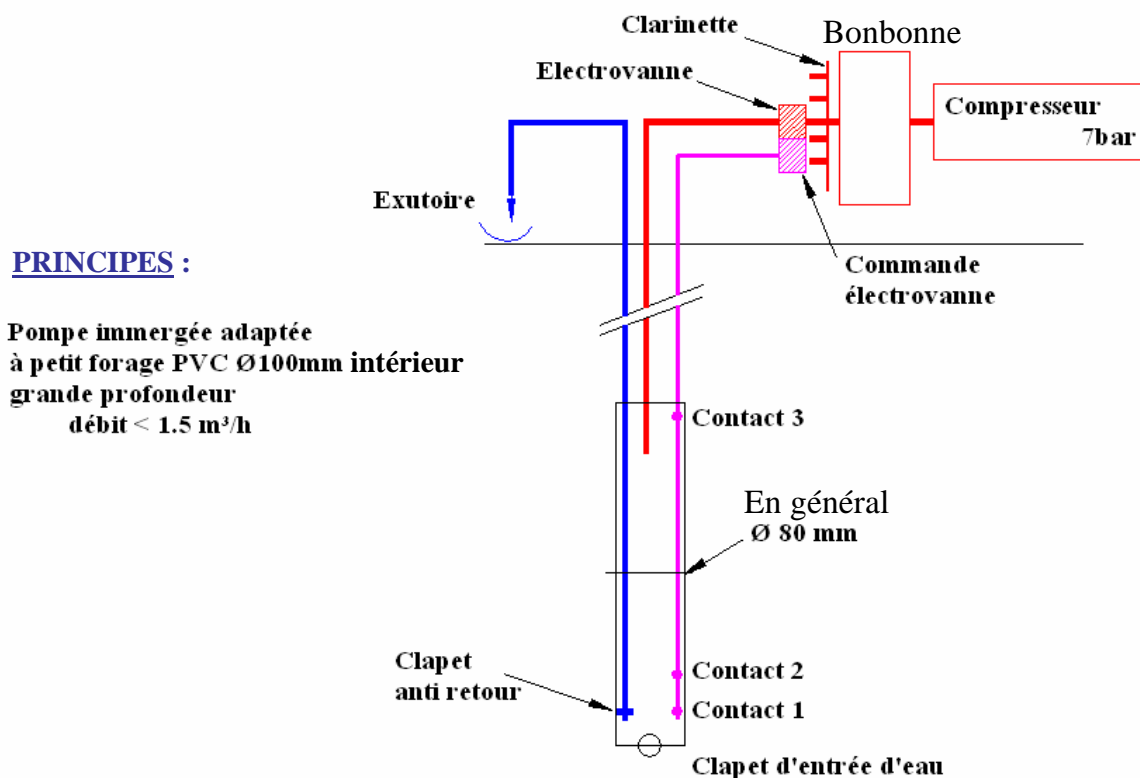 Clarinette
Bonbonne
Electrovanne
Compresseur
7bar
Exutoire
PRINCIPES :
Commande
électrovanne
Pompe immergée adaptée
à petit forage PVC Ø100mm intérieur
grande profondeur
débit < 1.5 m³/h
Contact 3
En général
Ø 80 mm
Clapet
anti retour
Contact 2
Contact 1
Clapet d'entrée d'eau